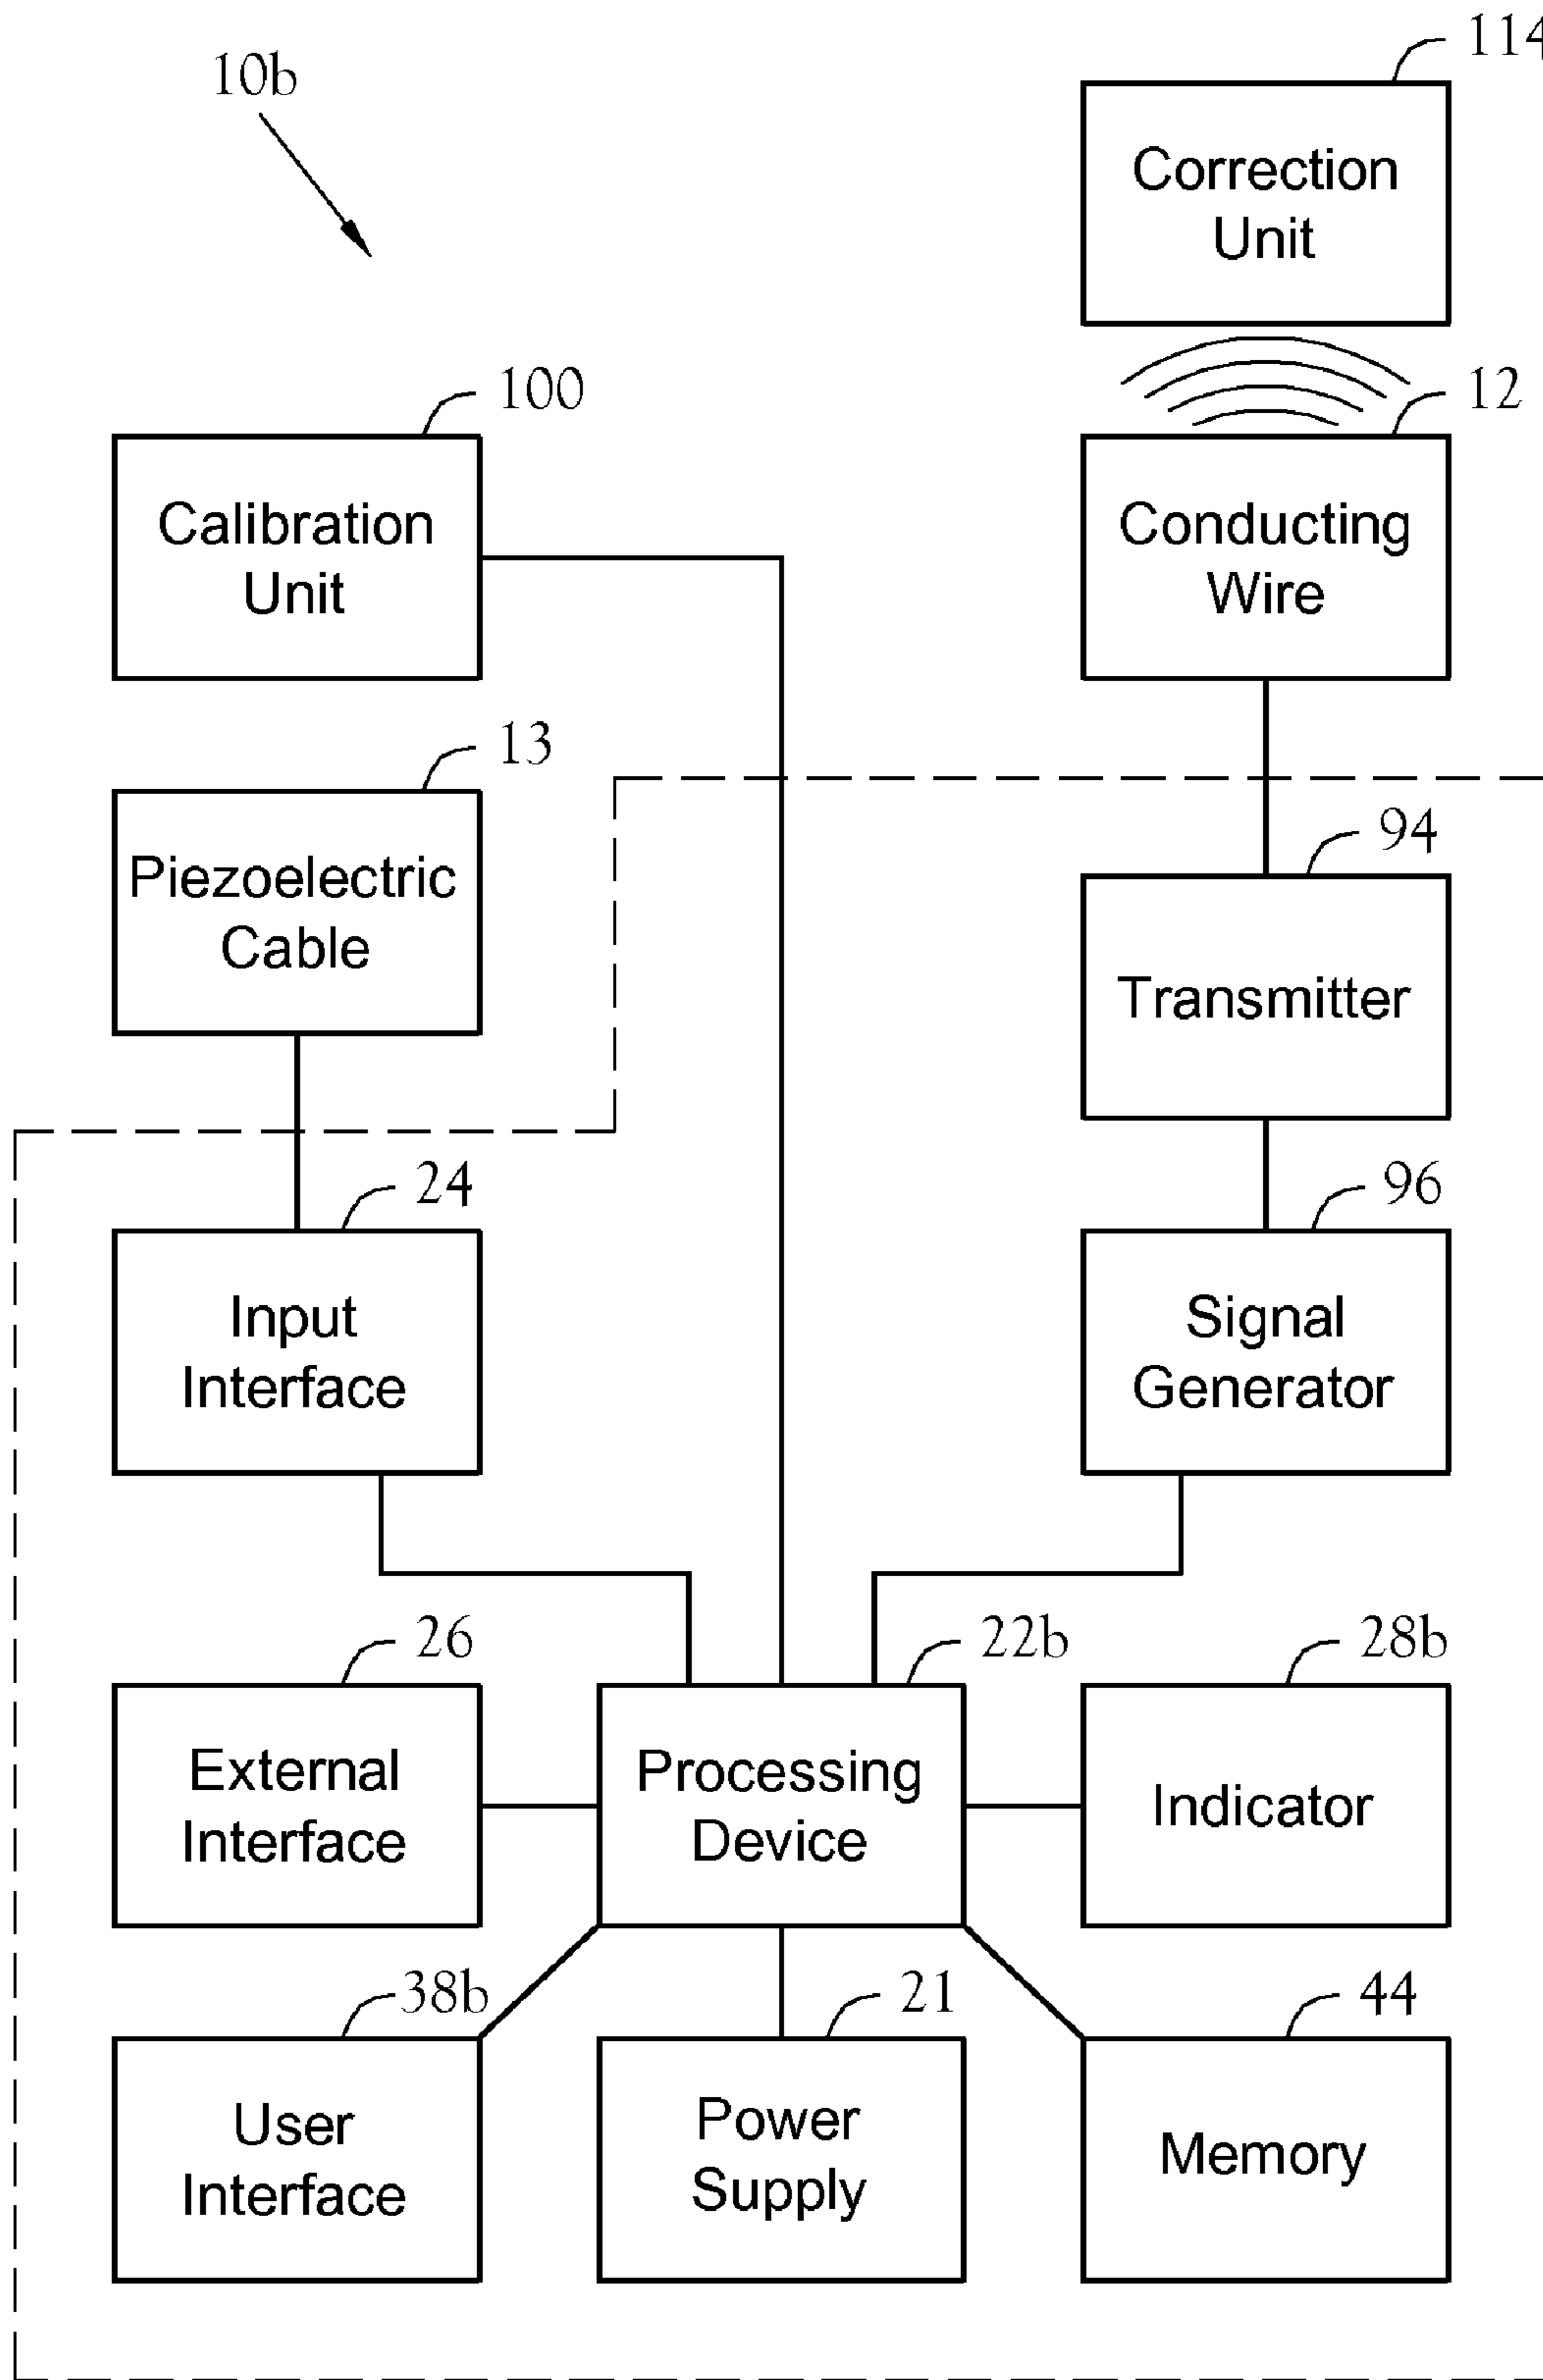 114
10b
Correction
Unit
100
12
Calibration
Unit
Conducting
Wire
13
94
Piezoelectric
Cable
Transmitter
24
96
Input
Interface
Signal
Generator
26
22b
28b
External
Interface
Processing
Device
Indicator
38b
21
44
User
Interface
Power
Supply
Memory